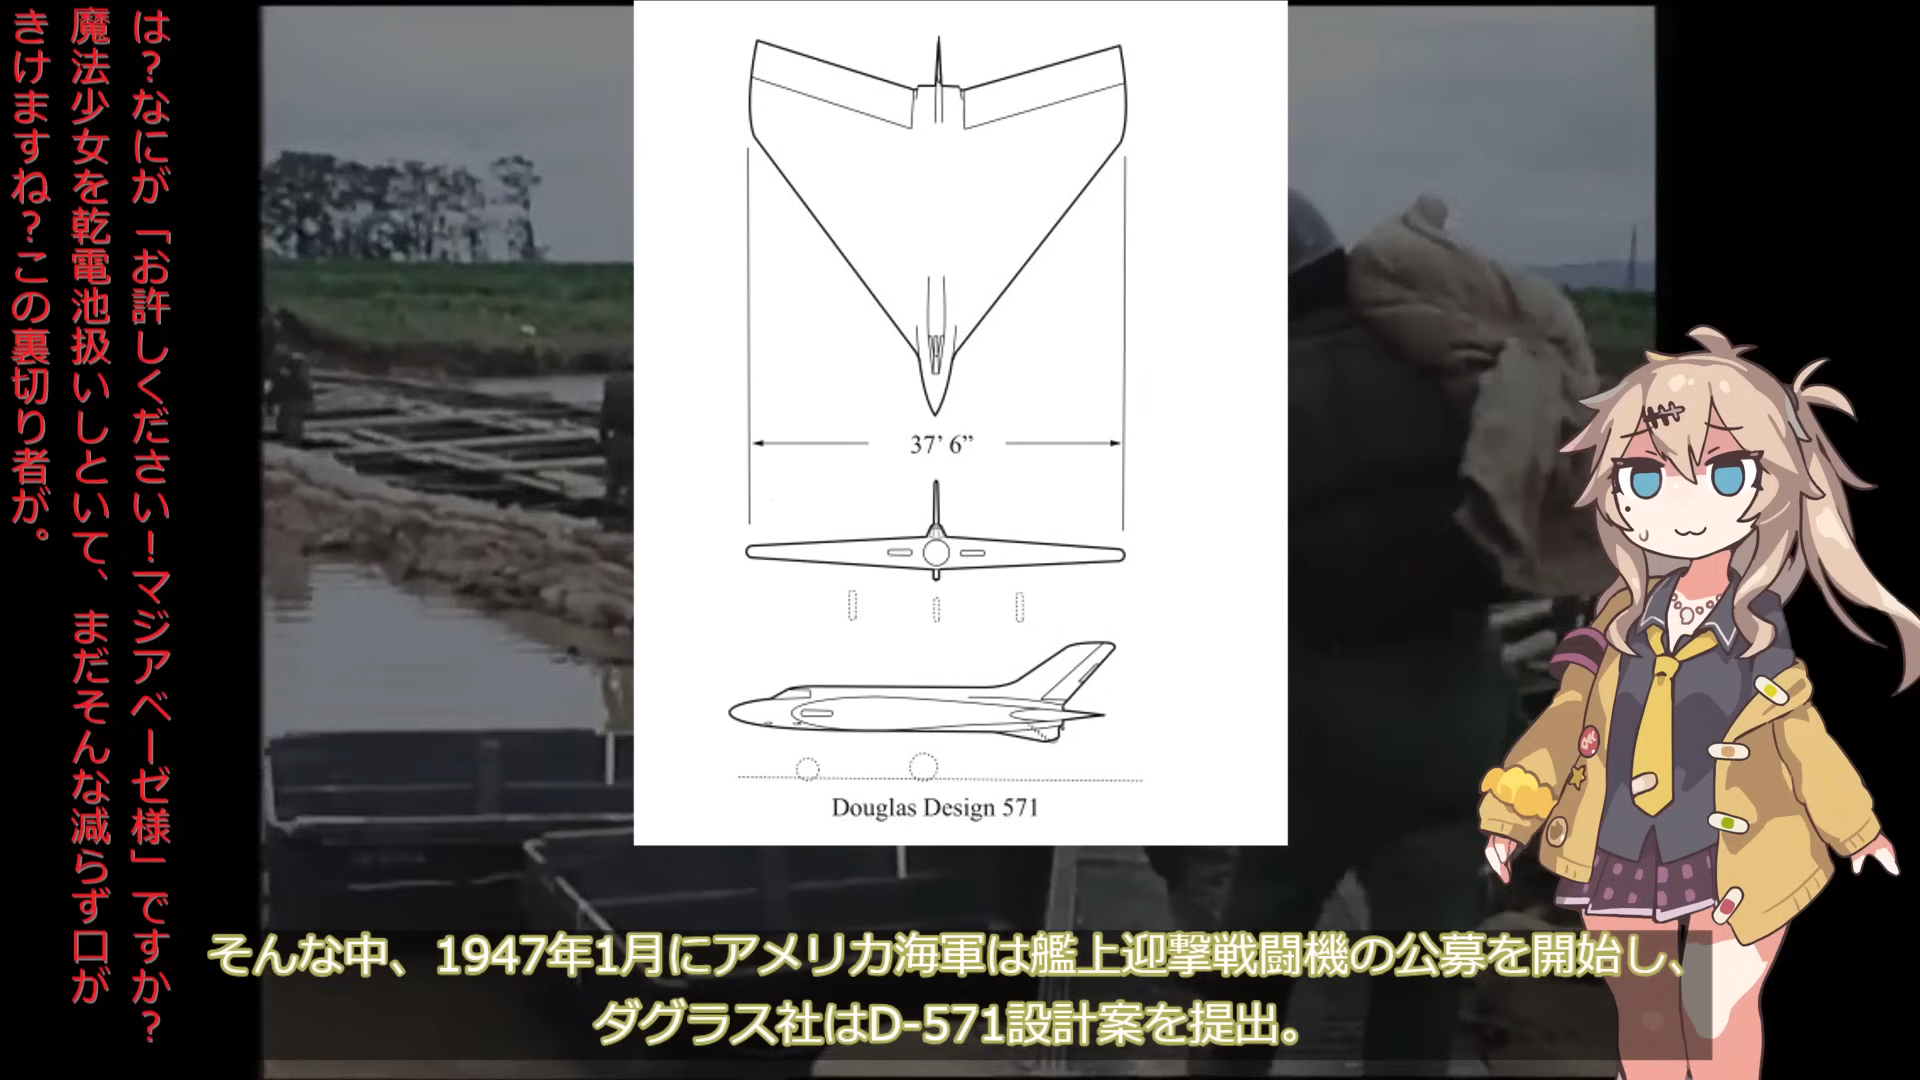 は？なにが「お許しください！マジアベーゼ様」ですか？
魔法少女を乾電池扱いしといて、まだそんな減らず口が
きけますね？この裏切り者が。
37’ 6”
Douglas Design 571
そんな中、1947年1月にアメリカ海軍は艦上迎撃戦闘機の公募を開始し、
ダグラス社はD-571設計案を提出。